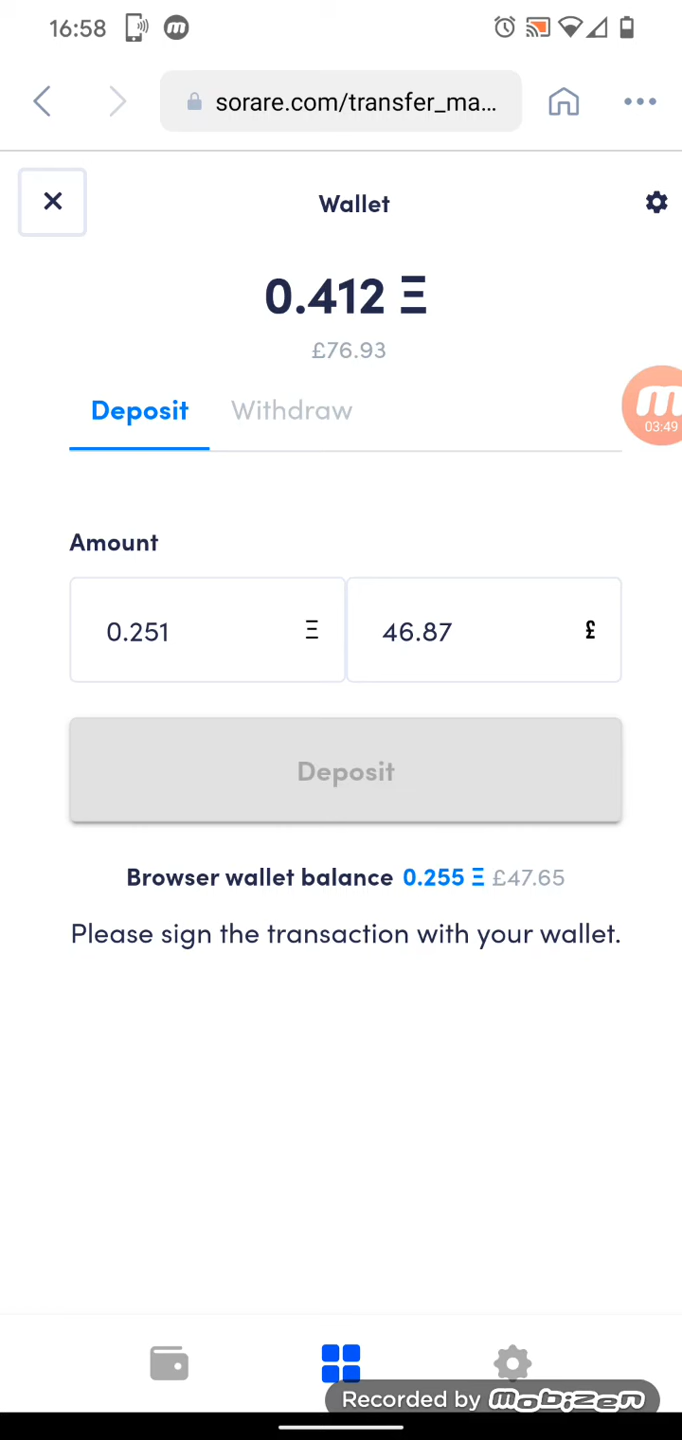 16:58
sorare.com/transfer_ma...
Wallet
0.412 Ξ
£76.93
Deposit Withdraw
03:49
Amount
0.251 Ξ 46.87 £
Deposit
Browser wallet balance 0.255 Ξ £47.65
Please sign the transaction with your wallet.
Recorded by mobizen